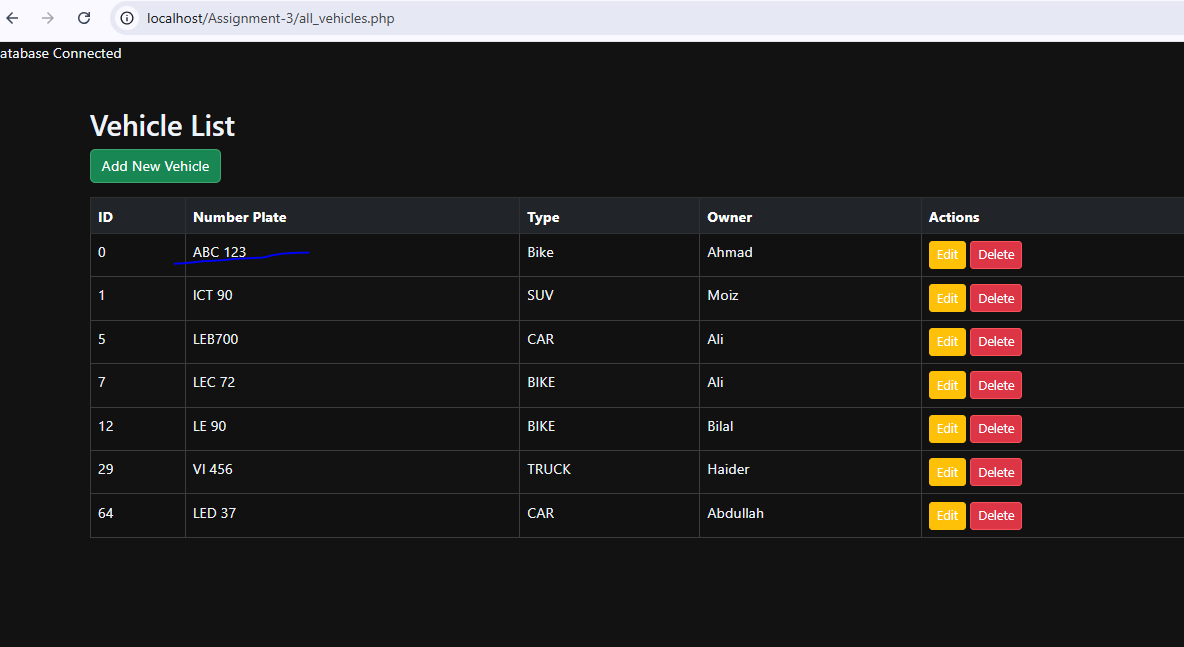 localhost/Assignment-3/all_vehicles.php
atabase Connected
Vehicle List
Add New Vehicle
ID Number Plate Type Owner Actions
0 ABC 123 Bike Ahmad Edit Delete
1 ICT 90 SUV Moiz Edit Delete
5 LEB700 CAR Ali Edit Delete
7 LEC 72 BIKE Ali Edit Delete
12 LE 90 BIKE Bilal Edit Delete
29 VI 456 TRUCK Haider Edit Delete
64 LED 37 CAR Abdullah Edit Delete